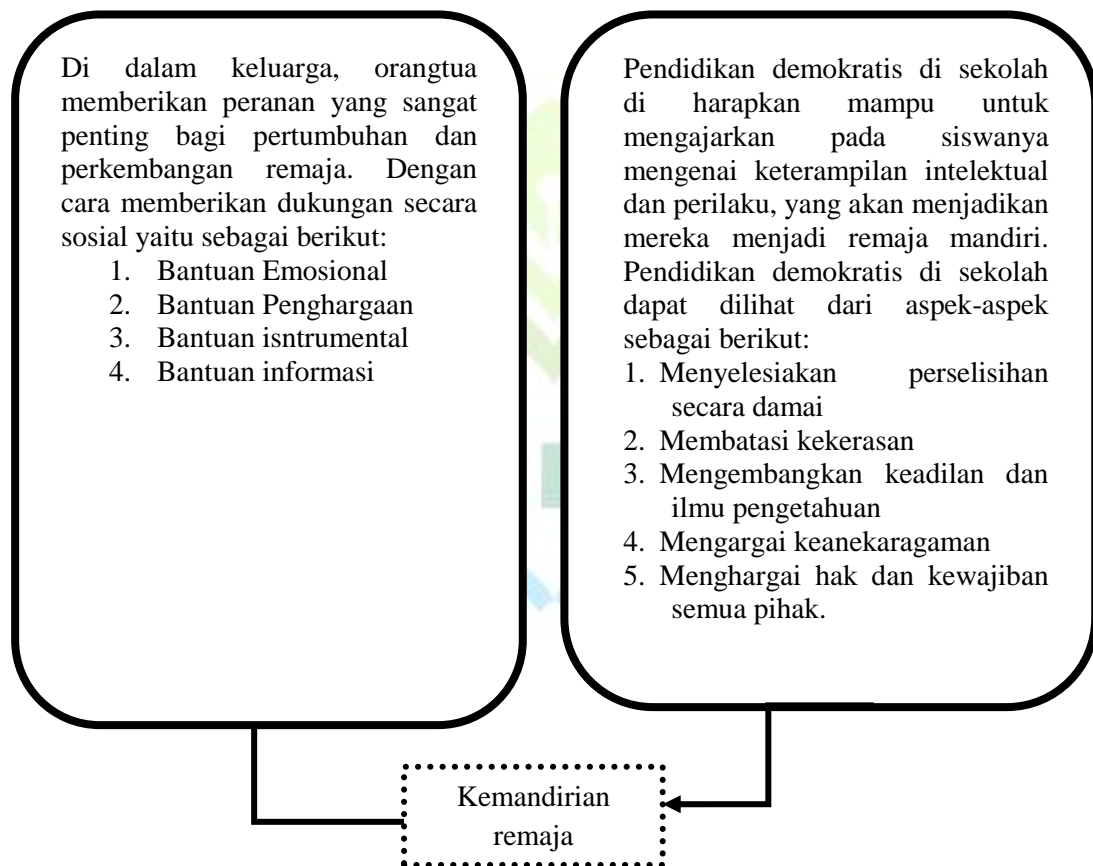 Di dalam keluarga, orangtua
memberikan peranan yang sangat
penting bagi pertumbuhan dan
perkembangan remaja. Dengan
cara memberikan dukungan secara
sosial yaitu sebagai berikut:
1. Bantuan Emosional
2. Bantuan Penghargaan
3. Bantuan isntrumental
4. Bantuan informasi
Pendidikan demokratis di sekolah
di harapkan mampu untuk
mengajarkan pada siswanya
mengenai keterampilan intelektual
dan perilaku, yang akan menjadikan
mereka menjadi remaja mandiri.
Pendidikan demokratis di sekolah
dapat dilihat dari aspek-aspek
sebagai berikut:
1. Menyelesiakan perselisihan
secara damai
2. Membatasi kekerasan
3. Mengembangkan keadilan dan
ilmu pengetahuan
4. Mengargai keanekaragaman
5. Menghargai hak dan kewajiban
semua pihak.
Kemandirian
remaja